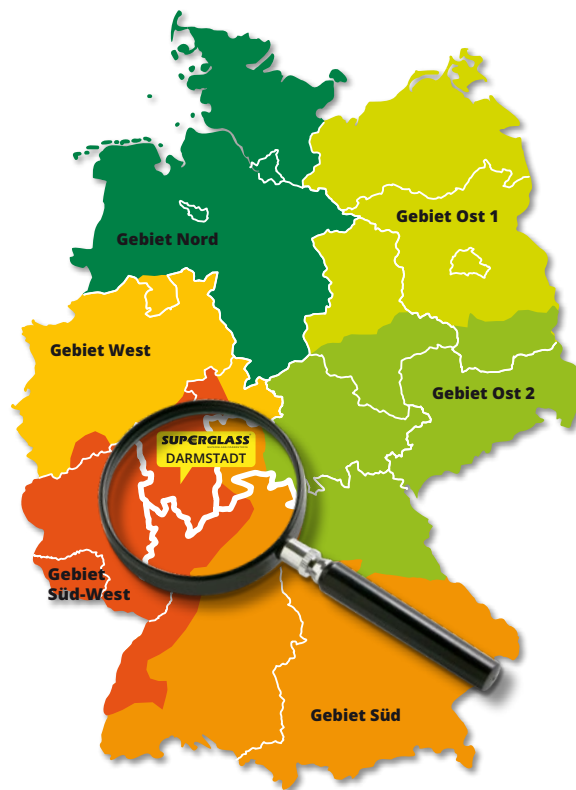 Gebiet Ost 1
Gebiet Nord
Gebiet West
Gebiet Ost 2
SUPERGLASS
DARMSTADT
Gebiet
Süd-West
Gebiet Süd